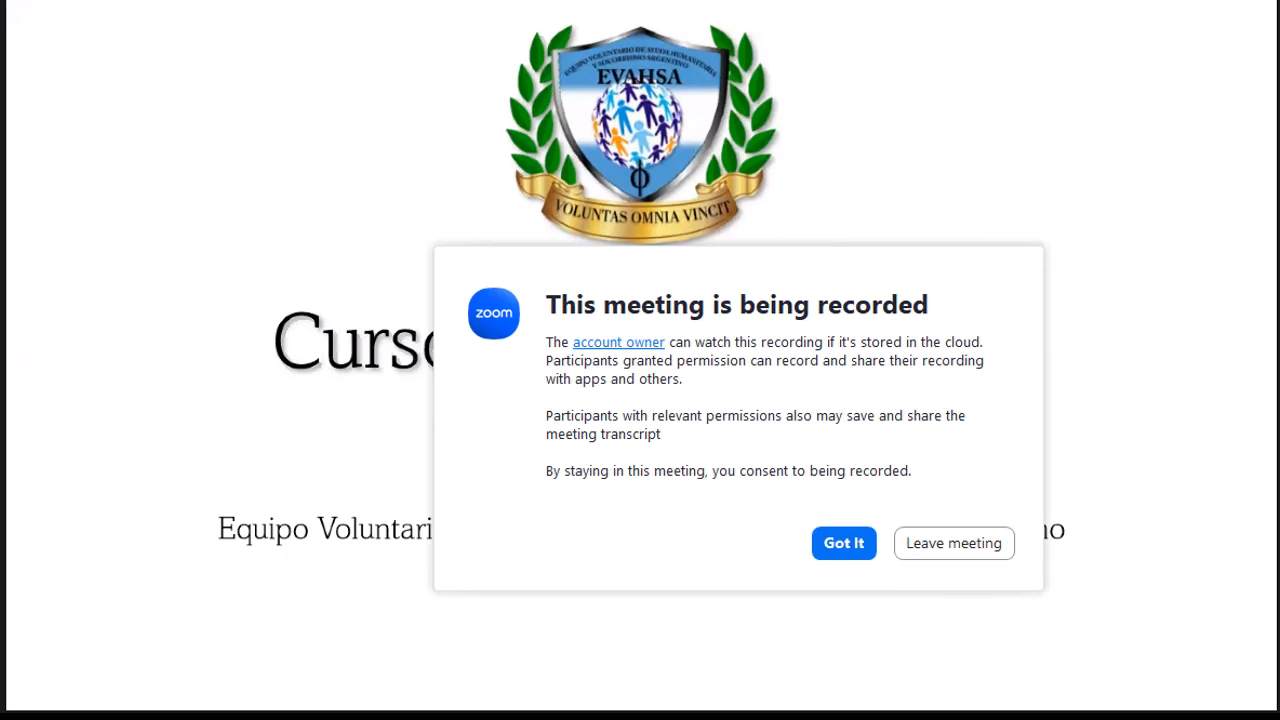 EQUIPO VOLUNTARIO DE AYUDA HUMANITARIA
Y SOCORRISMO ARGENTINO
EVAHSA
VOLUNTAS OMNIA VINCIT
This meeting is being recorded
zoom
The account owner can watch this recording if it's stored in the cloud.
Participants granted permission can record and share their recording
with apps and others.
Curs
Participants with relevant permissions also may save and share the
meeting transcript
By staying in this meeting, you consent to being recorded.
Equipo Voluntari
no
Got It
Leave meeting